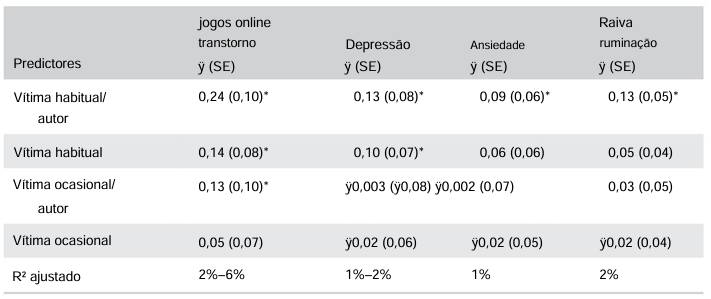 jogos online Raiva
transtorno Depressão Ansiedade ruminação
Predictores ÿ (SE) ÿ (SE) ÿ (SE) ÿ (SE)
Vítima habitual/ 0,24 (0,10)* 0,13 (0,08)* 0,09 (0,06)* 0,13 (0,05)*
autor
Vítima habitual 0,14 (0,08)* 0,10 (0,07)* 0,06 (0,06) 0,05 (0,04)
Vítima ocasional/ 0,13 (0,10)* ÿ0,003 (ÿ0,08) ÿ0,002 (0,07) 0,03 (0,05)
autor
Vítima ocasional 0,05 (0,07) ÿ0,02 (0,06) ÿ0,02 (0,05) ÿ0,02 (0,04)
R² ajustado 2%–6% 1%–2% 1% 2%